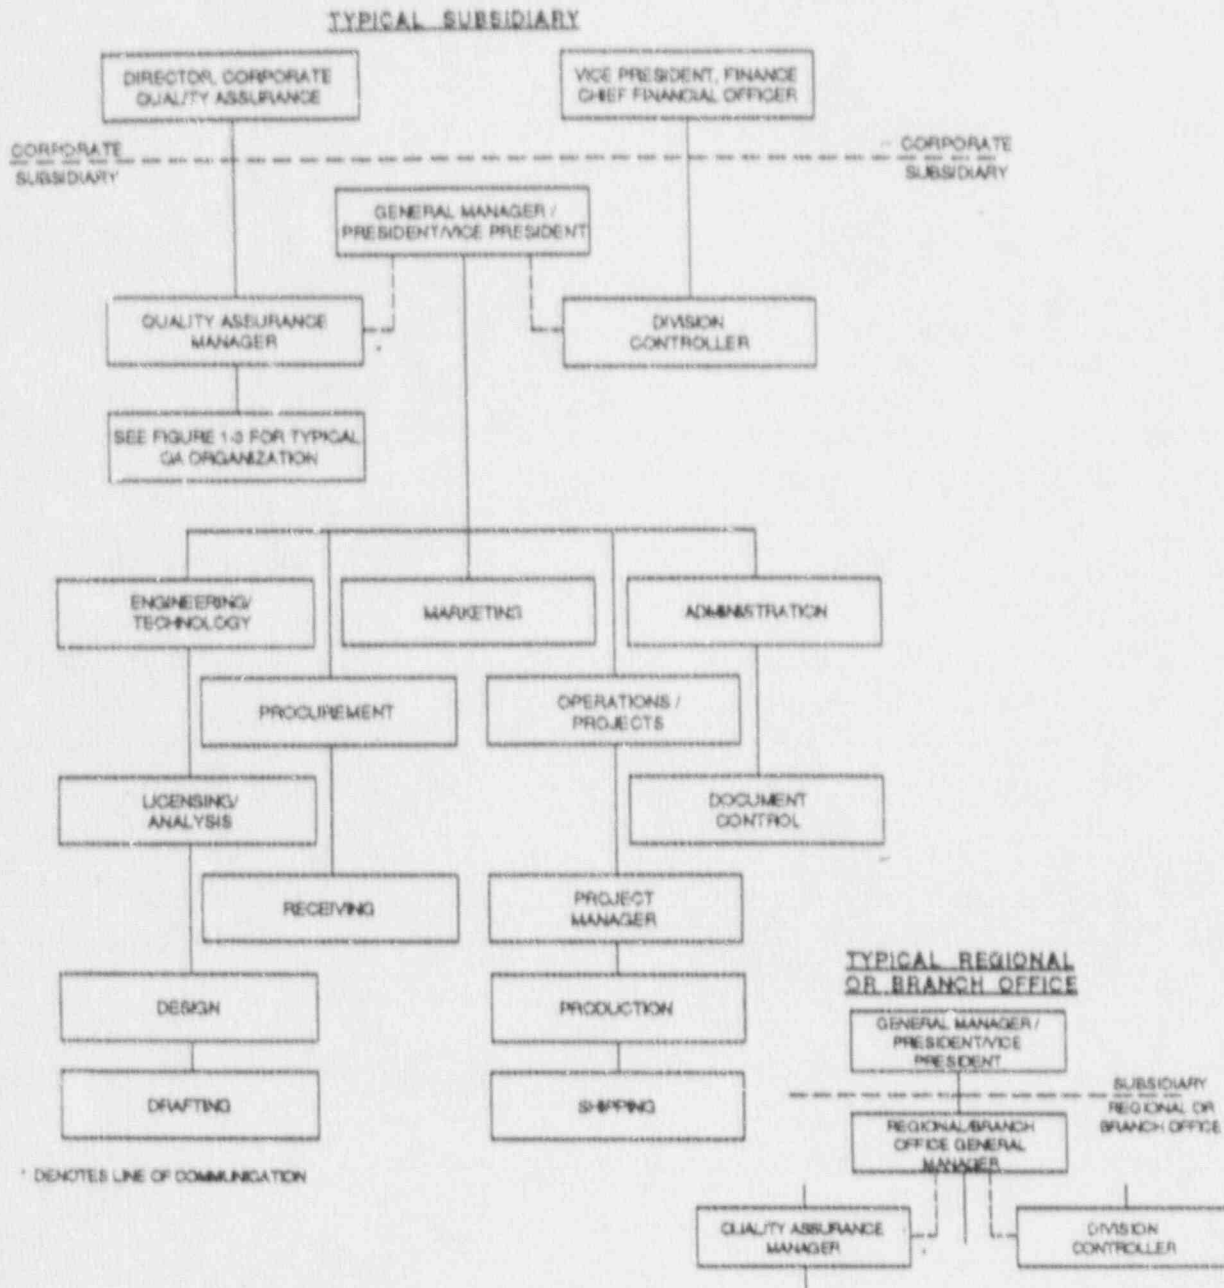 TYPICAL SUBSIDIARY
DIRECTOR, CORPORATE
QUALITY ASSURANCE
VICE PRESIDENT, FINANCE
CHIEF FINANCIAL OFFICER
CORPORATE
SUBSIDIARY
CORPORATE
SUBSIDIARY
GENERAL MANAGER /
PRESIDENT/VICE PRESIDENT
QUALITY ASSURANCE
MANAGER
*
DIVISION
CONTROLLER
SEE FIGURE 1-3 FOR TYPICAL
QA ORGANIZATION
ENGINEERING/
TECHNOLOGY
MARKETING
ADMINISTRATION
PROCUREMENT
OPERATIONS /
PROJECTS
LICENSING/
ANALYSIS
DOCUMENT
CONTROL
RECEIVING
PROJECT
MANAGER
DESIGN
PRODUCTION
DRAFTING
SHIPPING
* DENOTES LINE OF COMMUNICATION
TYPICAL REGIONAL
OR BRANCH OFFICE
GENERAL MANAGER /
PRESIDENT/VICE
PRESIDENT
SUBSIDIARY
REGIONAL OR
BRANCH OFFICE
REGIONAL/BRANCH
OFFICE GENERAL
MANAGER
QUALITY ASSURANCE
MANAGER
*
DIVISION
CONTROLLER